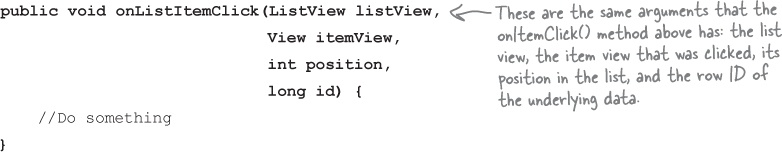 public void onListItemClick(ListView listView,
View itemView,
int position,
long id) {
//Do something
}
These are the same arguments that the
onItemClick() method above has: the list
view, the item view that was clicked, its
position in the list, and the row ID of
the underlying data.